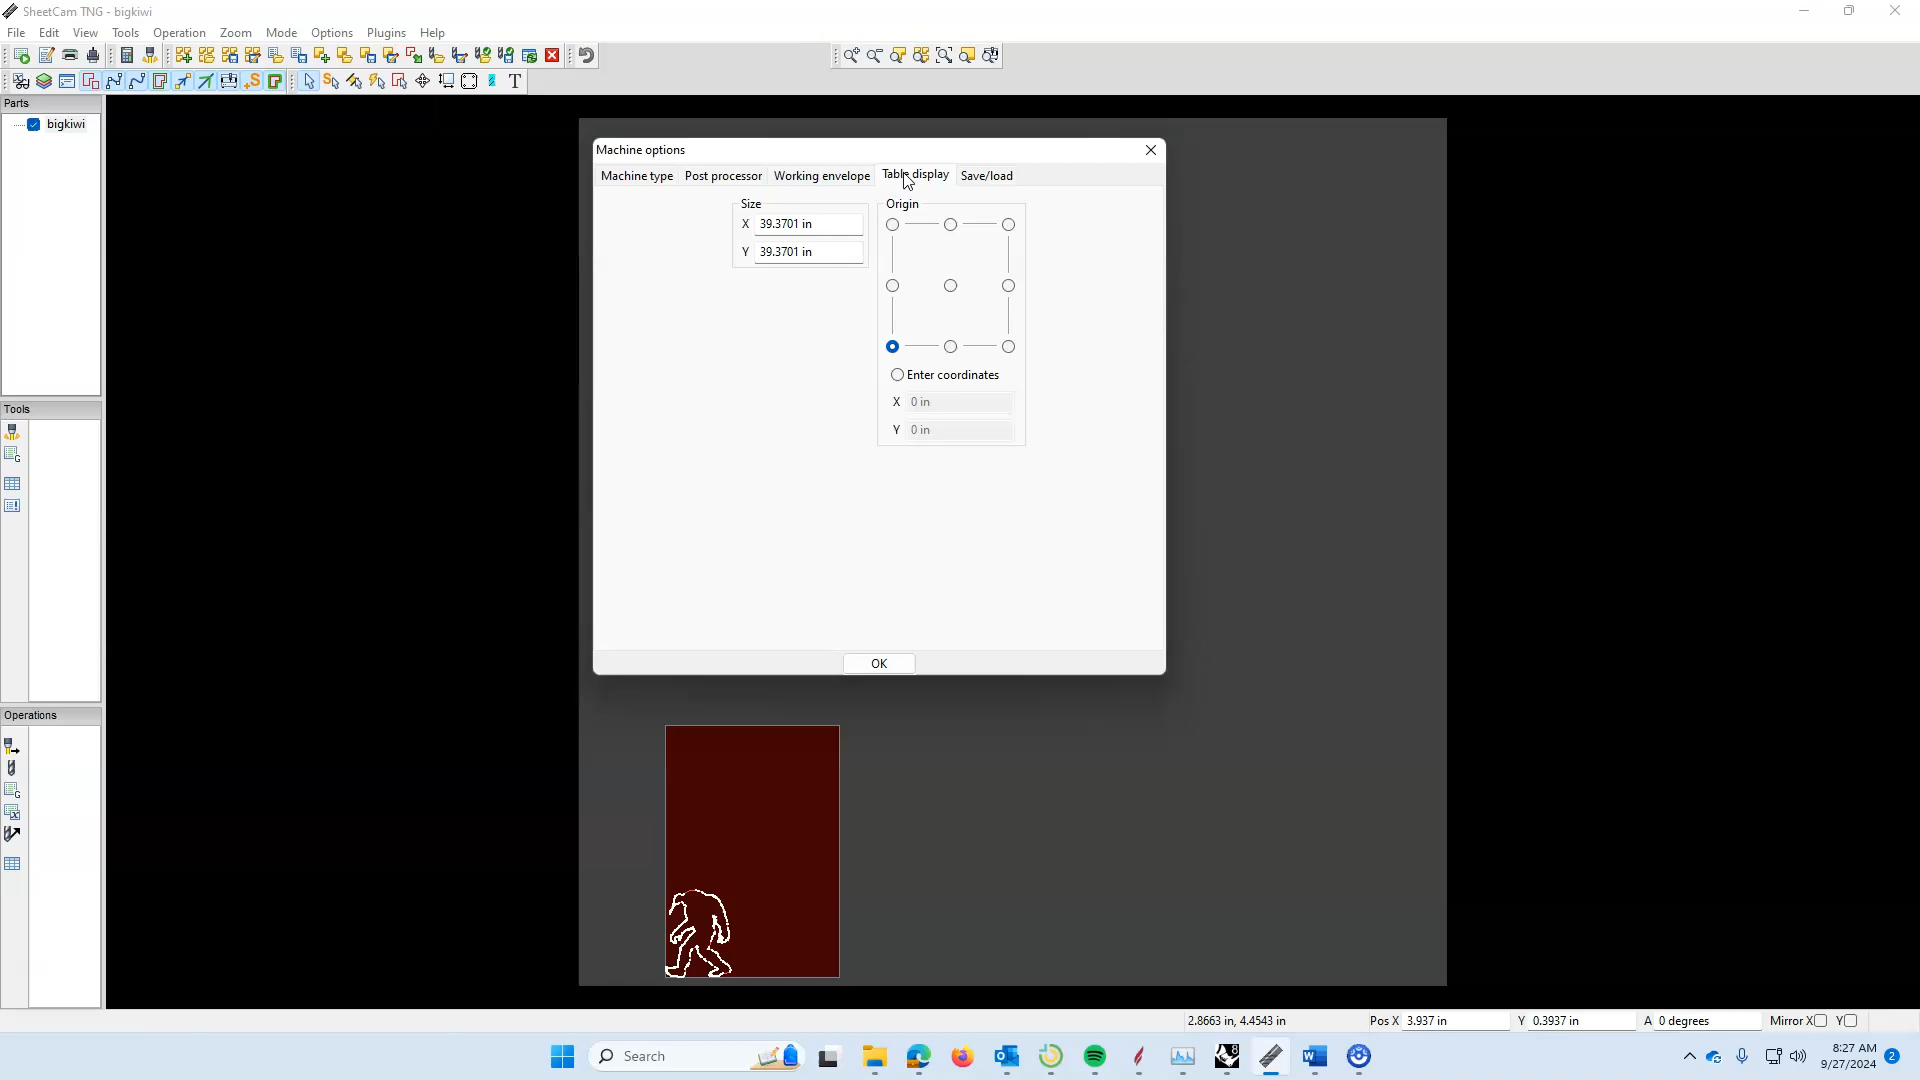 SheetCam TNG - bigkiwi
File Edit View Tools Operation Zoom Mode Options Plugins Help
Parts
bigkiwi
Tools
Operations
Machine options
Machine type Post processor Working envelope Table display Save/load
Size
X 39.3701 in
Y 39.3701 in
Origin
Enter coordinates
X 0 in
Y 0 in
OK
2.8663 in, 4.4543 in Pos X 3.937 in Y 0.3937 in A 0 degrees Mirror X Y
Search
8:27 AM
9/27/2024
2